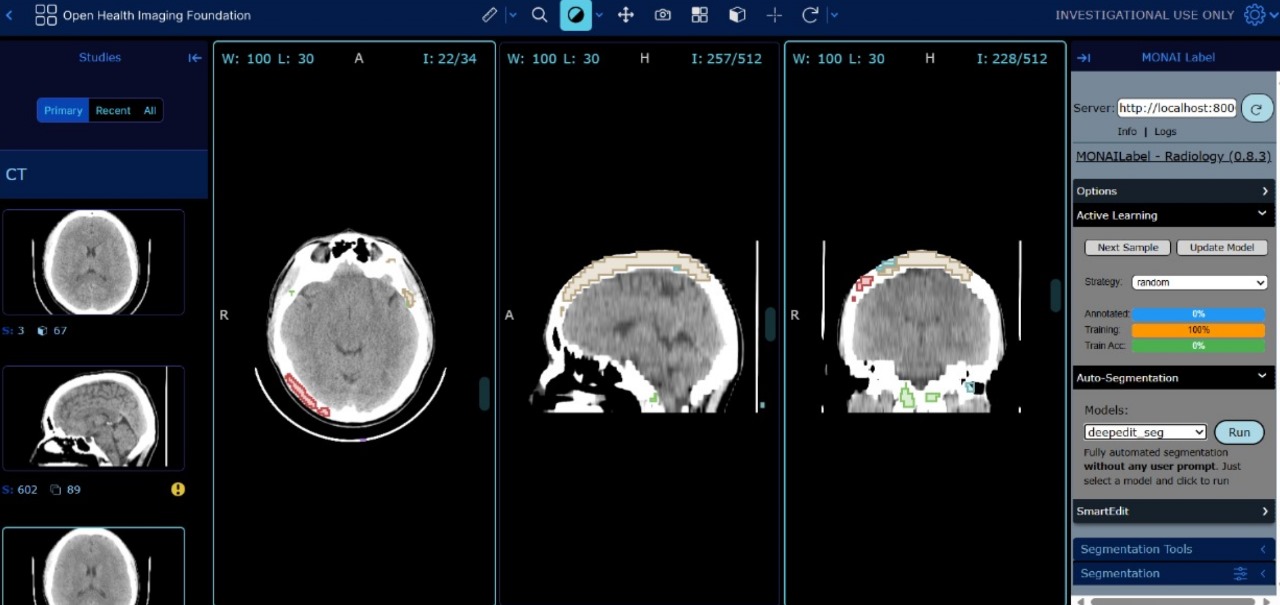 Open Health Imaging Foundation
INVESTIGATIONAL USE ONLY
Studies
Primary Recent All
CT
S: 3 67
S: 602 89
W: 100 L: 30 A I: 22/34
R
W: 100 L: 30 H I: 257/512
A
W: 100 L: 30 H I: 228/512
R
MONAI Label
Server: http://localhost:800
Info | Logs
MONAILabel - Radiology (0.8.3)
Options
Active Learning
Next Sample Update Model
Strategy: random
Annotated: 0%
Training: 100%
Train Acc: 0%
Auto-Segmentation
Models:
deepedit_seg Run
Fully automated segmentation
without any user prompt. Just
select a model and click to run
SmartEdit
Segmentation Tools
Segmentation